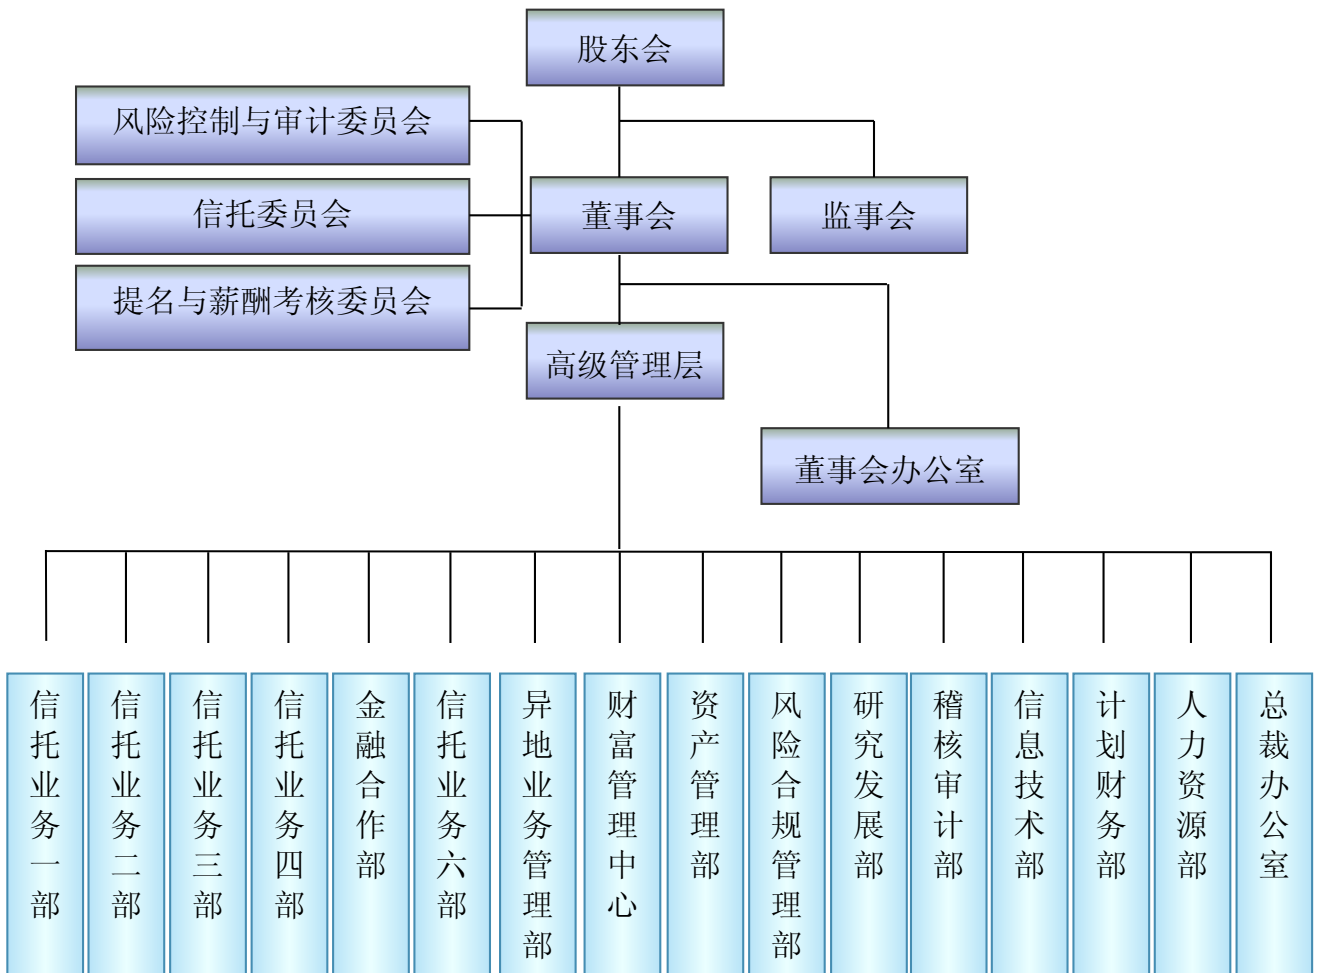 股东会
风险控制与审计委员会
信托委员会
董事会
监事会
提名与薪酬考核委员会
高级管理层
董事会办公室
信托业务一部
信托业务二部
信托业务三部
信托业务四部
金融合作部
信托业务六部
异地业务管理部
财富管理中心
资产管理部
风险合规管理部
研究发展部
稽核审计部
信息技术部
计划财务部
人力资源部
总裁办公室